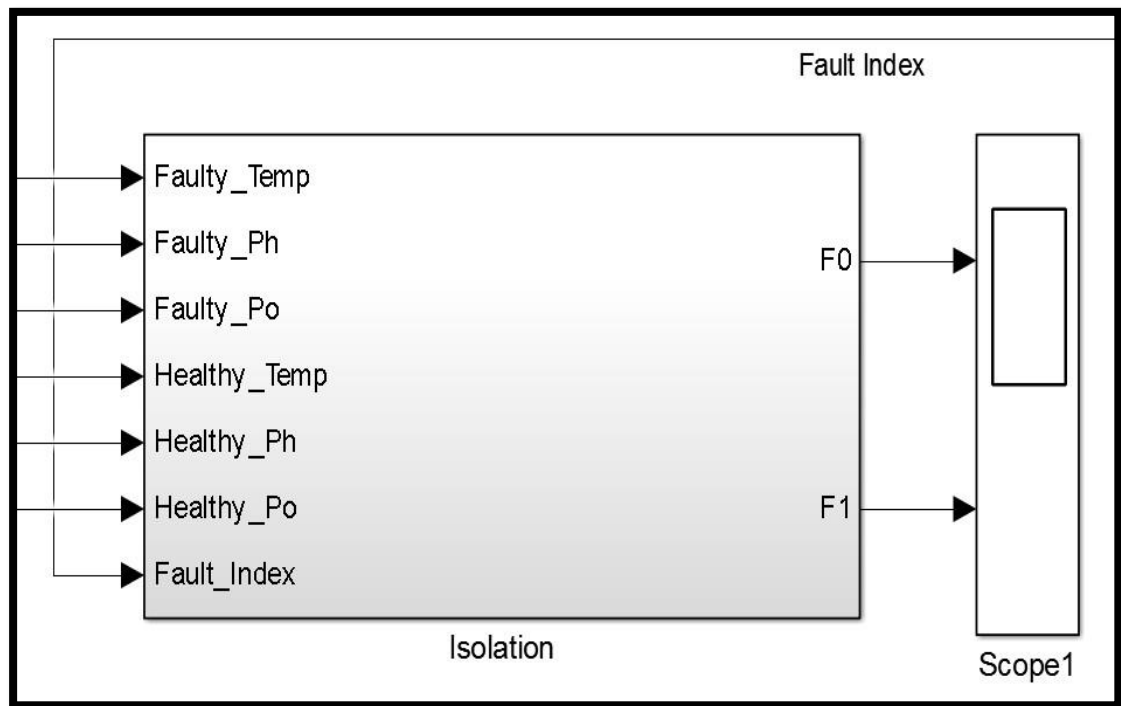 Fault Index
Faulty_Temp
Faulty_Ph
Faulty_Po
Healthy_Temp
Healthy_Ph
Healthy_Po
Fault_Index
F0
F1
Isolation
Scope1